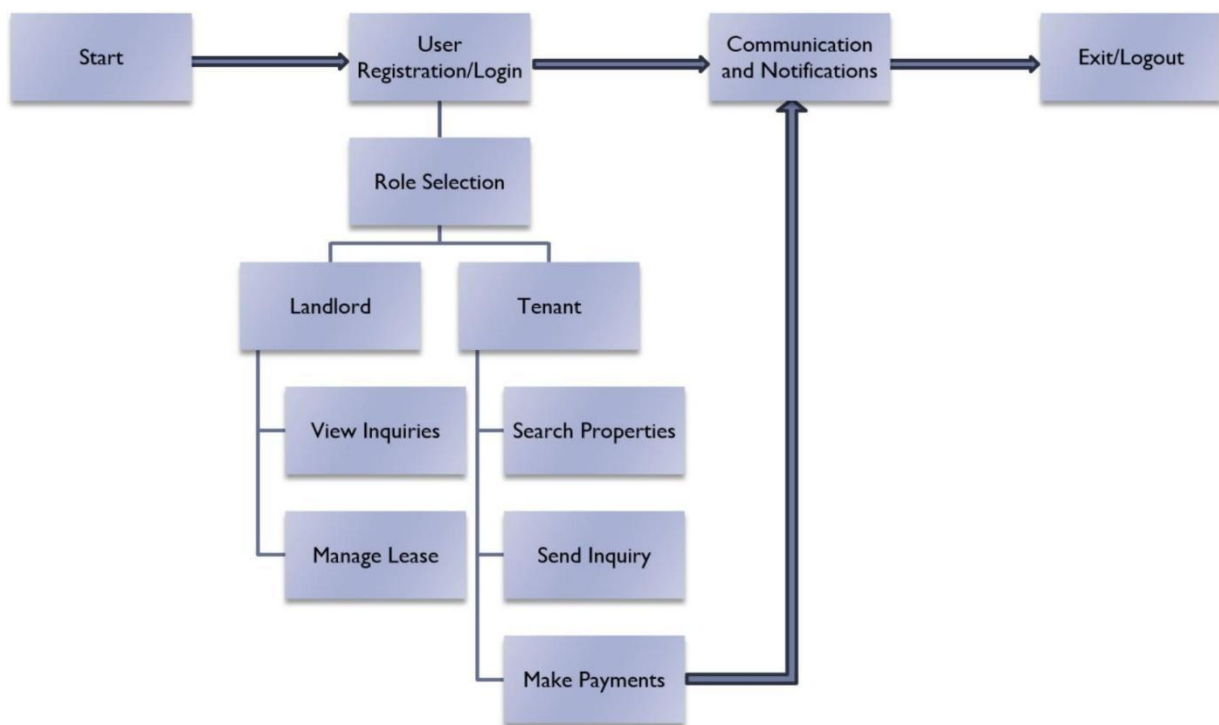 Start
User
Registration/Login
Communication
and Notifications
Exit/Logout
Role Selection
Landlord
Tenant
View Inquiries
Search Properties
Manage Lease
Send Inquiry
Make Payments